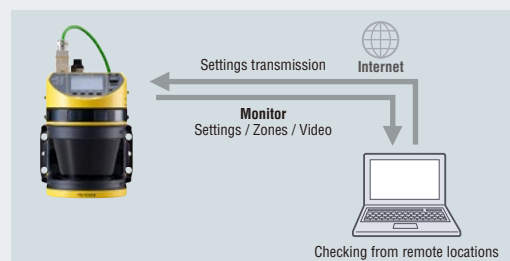 Settings transmission
Internet
Monitor
Settings / Zones / Video
Checking from remote locations